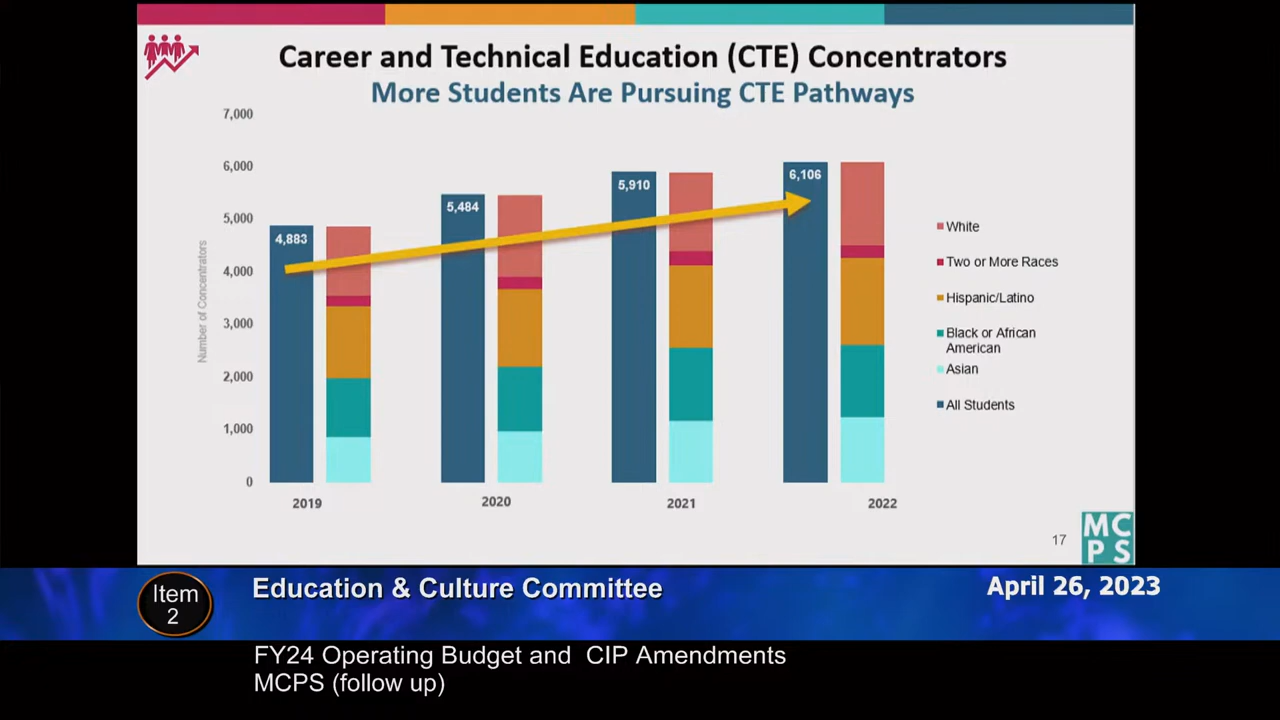 Career and Technical Education (CTE) Concentrators
More Students Are Pursuing CTE Pathways
Number of Concentrators
7,000
6,000
5,000
4,000
3,000
2,000
1,000
0
4,883
5,484
5,910
6,106
2019
2020
2021
2022
White
Two or More Races
Hispanic/Latino
Black or African
American
Asian
All Students
17
MC
PS
Item
2
Education & Culture Committee
April 26, 2023
FY24 Operating Budget and CIP Amendments
MCPS (follow up)